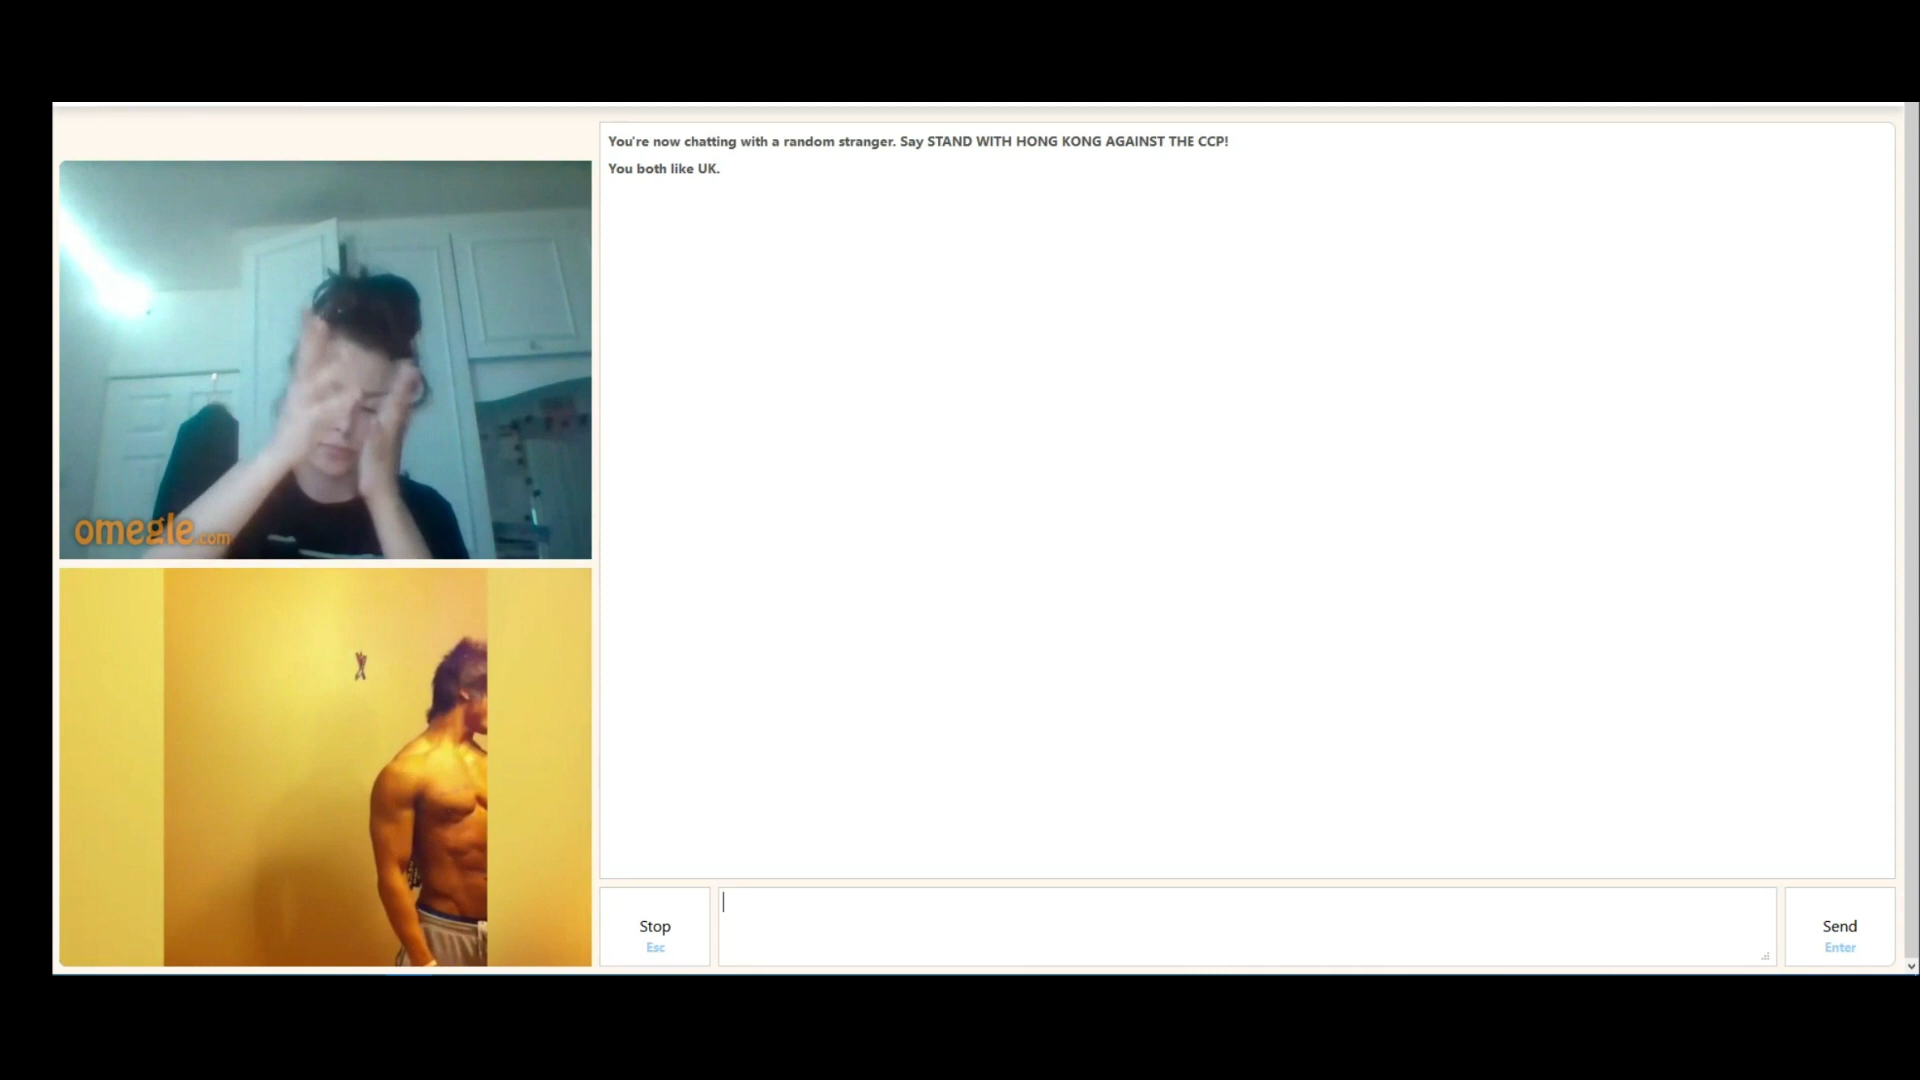 You're now chatting with a random stranger. Say STAND WITH HONG KONG AGAINST THE CCP!
You both like UK.
omegle.com
Stop
Esc
Send
Enter